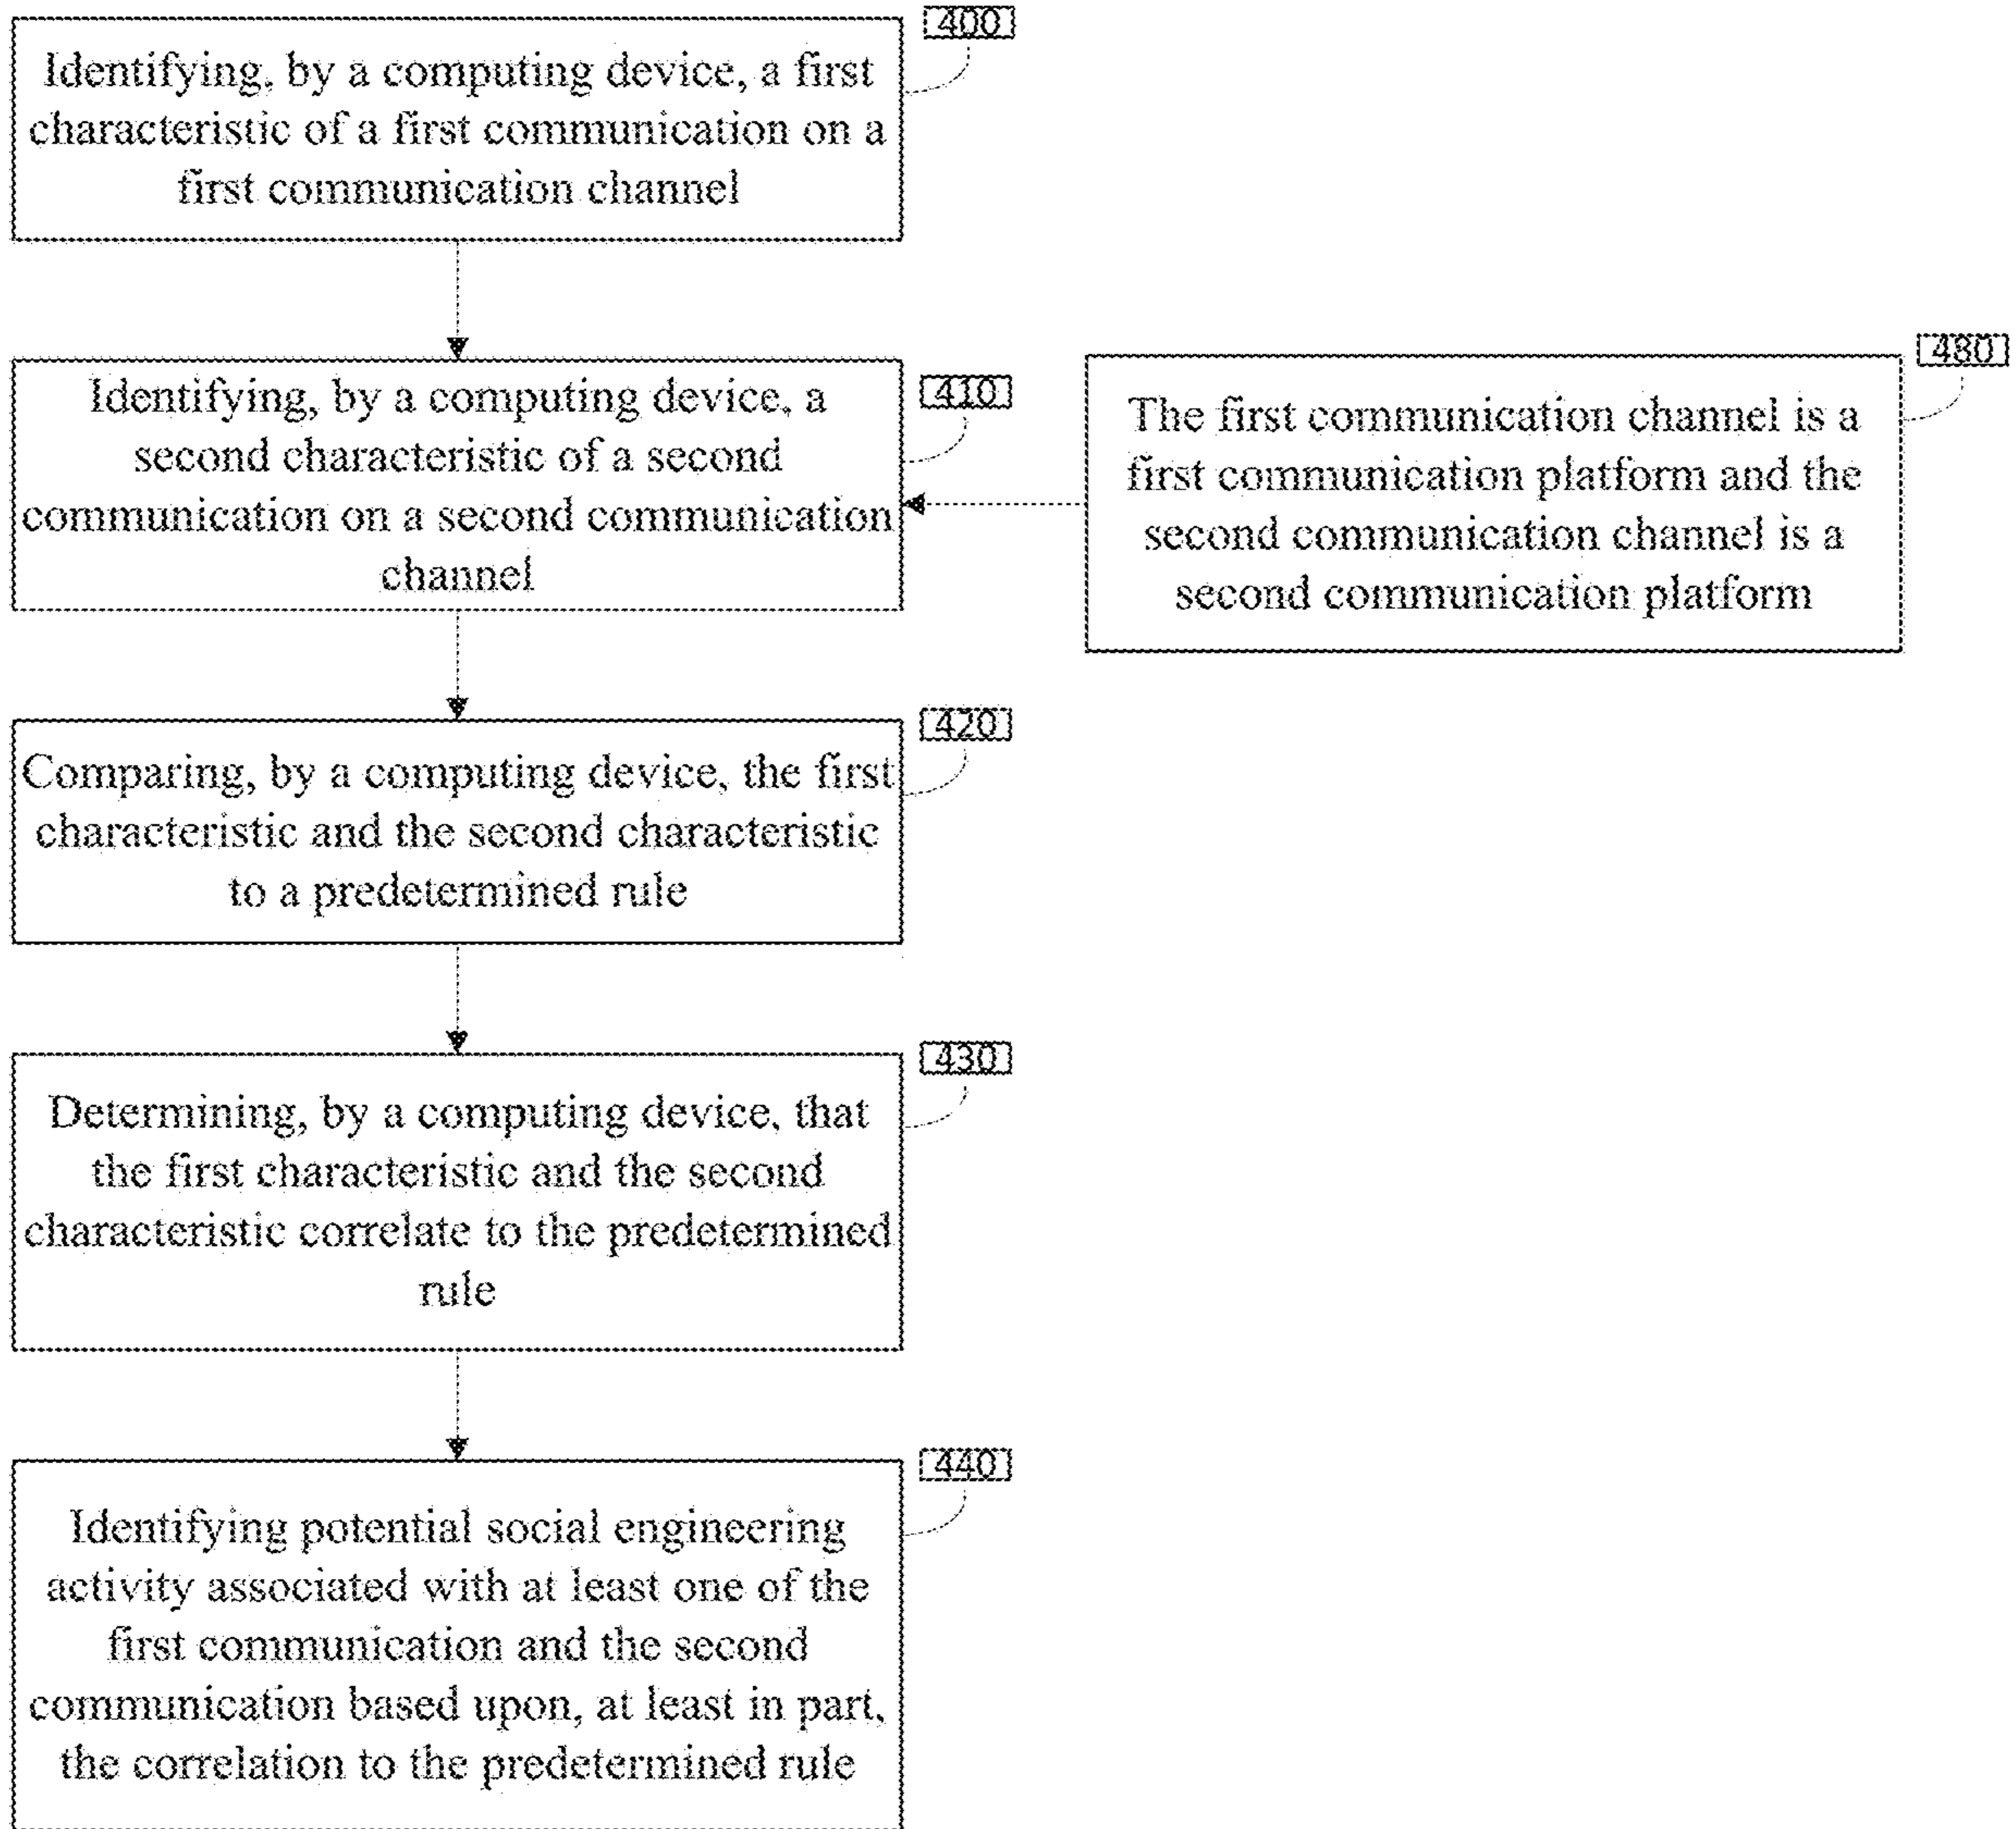 400
Identifying, by a computing device, a first
characteristic of a first communication on a
first communication channel
410
Identifying, by a computing device, a
second characteristic of a second
communication on a second communication
channel
480
The first communication channel is a
first communication platform and the
second communication channel is a
second communication platform
420
Comparing, by a computing device, the first
characteristic and the second characteristic
to a predetermined rule
430
Determining, by a computing device, that
the first characteristic and the second
characteristic correlate to the predetermined
rule
440
Identifying potential social engineering
activity associated with at least one of the
first communication and the second
communication based upon, at least in part,
the correlation to the predetermined rule